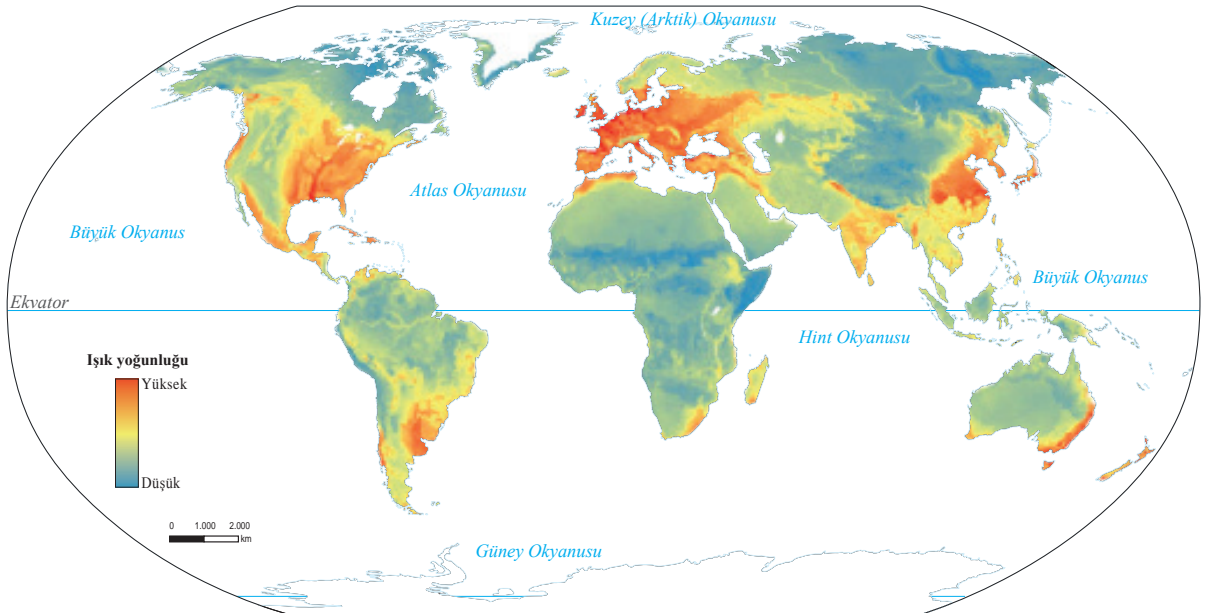 Kuzey (Arktik) Okyanusu
Atlas Okyanusu
Büyük Okyanus
Büyük Okyanus
Ekvator
Hint Okyanusu
Işık yoğunluğu
Yüksek
Düşük
0 1.000 2.000
km
Güney Okyanusu